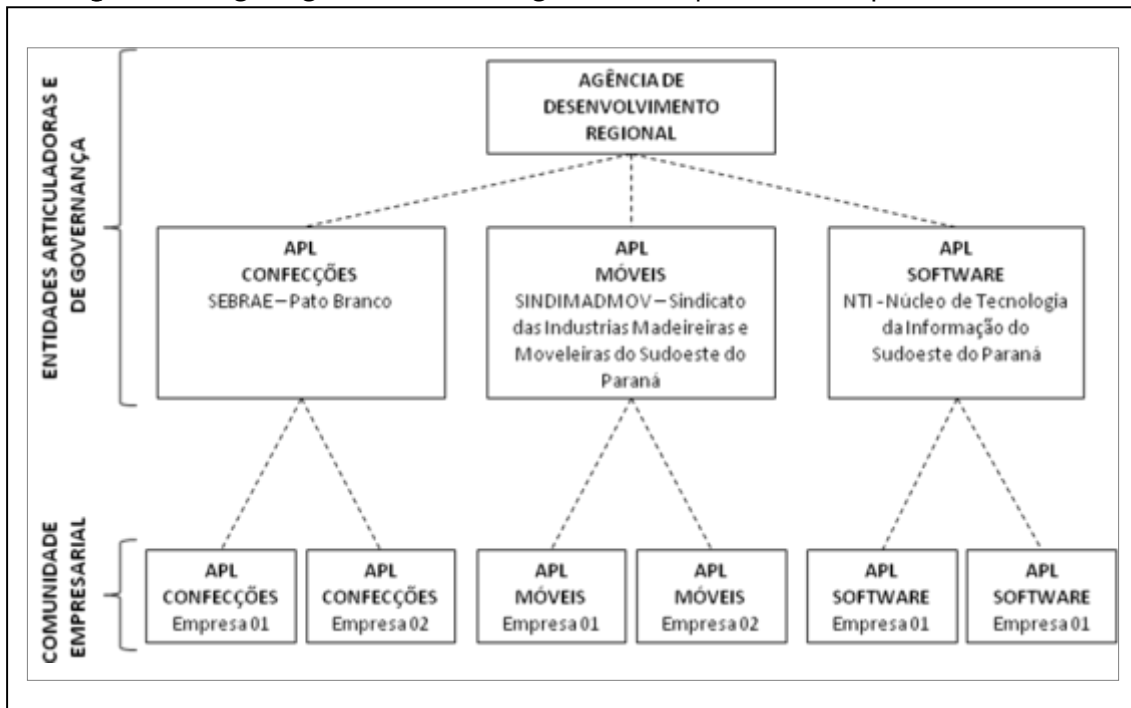 ENTIDADES ARTICULADORAS E
DE GOVERNANÇA
AGÊNCIA DE
DESENVOLVIMENTO
REGIONAL
APL
CONFECÇÕES
SEBRAE – Pato Branco
APL
MÓVEIS
SINDIMADMOV – Sindicato
das Industrias Madeireiras e
Moveleiras do Sudoeste do
Paraná
APL
SOFTWARE
NTI - Núcleo de Tecnologia
da Informação do
Sudoeste do Paraná
COMUNIDADE
EMPRESARIAL
APL
CONFECÇÕES
Empresa 01
APL
CONFECÇÕES
Empresa 02
APL
MÓVEIS
Empresa 01
APL
MÓVEIS
Empresa 02
APL
SOFTWARE
Empresa 01
APL
SOFTWARE
Empresa 01